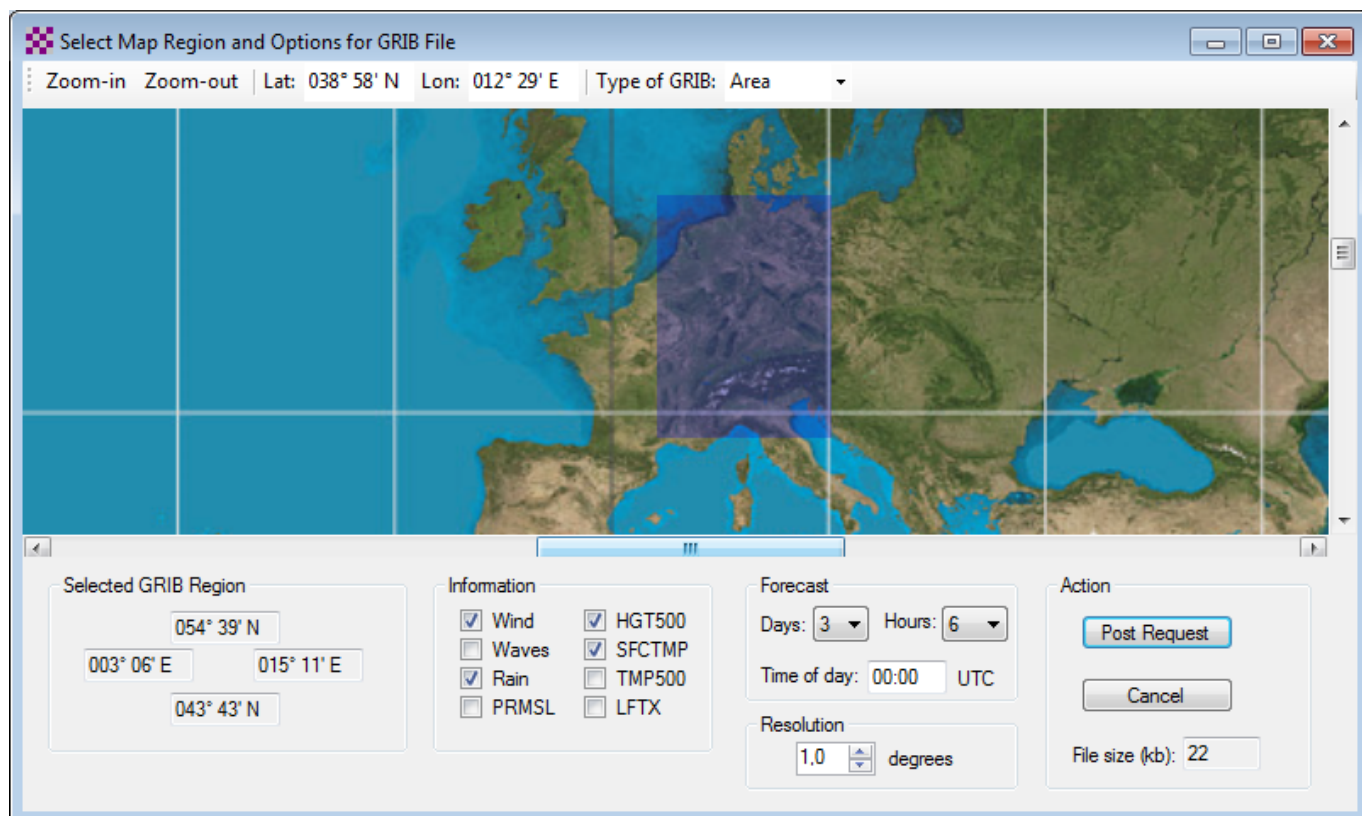 Select Map Region and Options for GRIB File
Zoom-in Zoom-out Lat: 038° 58' N Lon: 012° 29' E Type of GRIB: Area
Selected GRIB Region
054° 39' N
003° 06' E 015° 11' E
043° 43' N
Information
Wind HGT500
Waves SFCTMP
Rain TMP500
PRMSL LFTX
Forecast
Days: 3 Hours: 6
Time of day: 00:00 UTC
Resolution
1,0 degrees
Action
Post Request
Cancel
File size (kb): 22